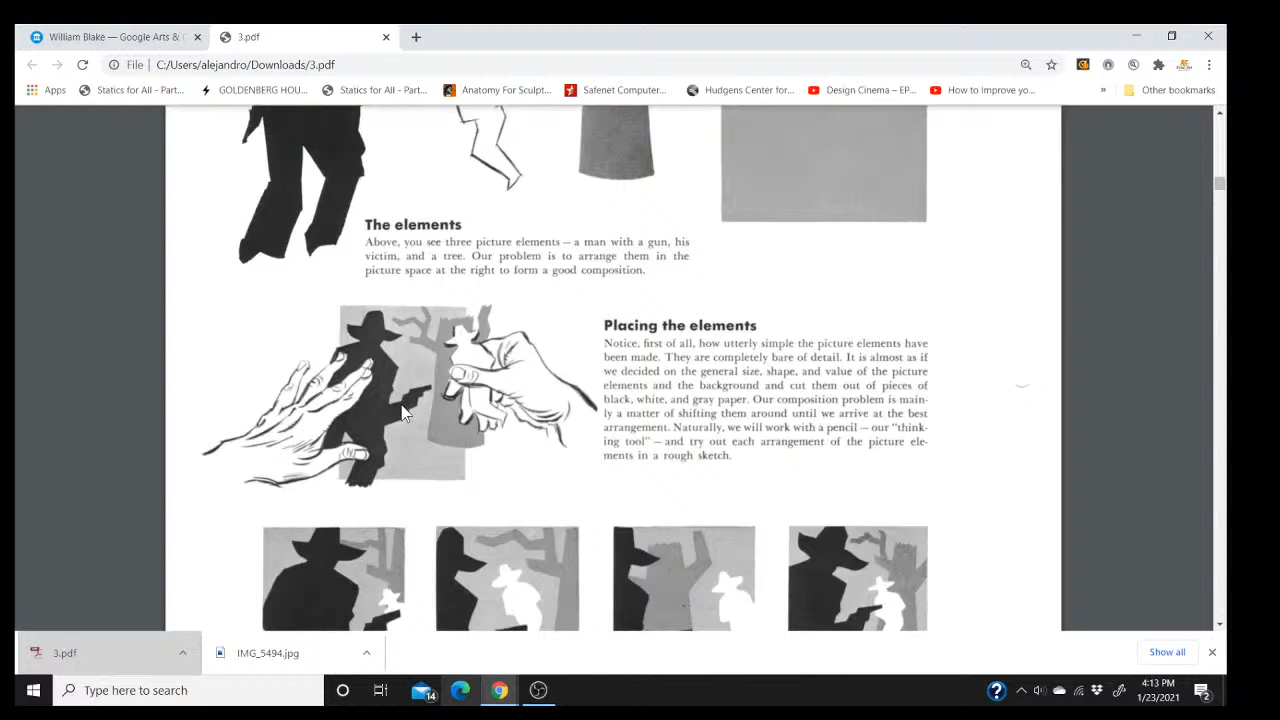 William Blake — Google Arts &
3.pdf
File
C:/Users/alejandro/Downloads/3.pdf
Apps
Statics for All - Part...
GOLDENBERG HOU...
Statics for All - Part...
Anatomy For Sculpt...
Safenet Computer...
Hudgens Center for...
Design Cinema – EP...
How to Improve yo...
»
Other bookmarks
The elements
Above, you see three picture elements — a man with a gun, his
victim, and a tree. Our problem is to arrange them in the
picture space at the right to form a good composition.
Placing the elements
Notice, first of all, how utterly simple the picture elements have
been made. They are completely bare of detail. It is almost as if
we decided on the general size, shape, and value of the picture
elements and the background and cut them out of pieces of
black, white, and gray paper. Our composition problem is main-
ly a matter of shifting them around until we arrive at the best
arrangement. Naturally, we will work with a pencil — our "think-
ing tool" — and try out each arrangement of the picture ele-
ments in a rough sketch.
3.pdf
IMG_5494.jpg
Show all
Type here to search
14
4:13 PM
1/23/2021
2